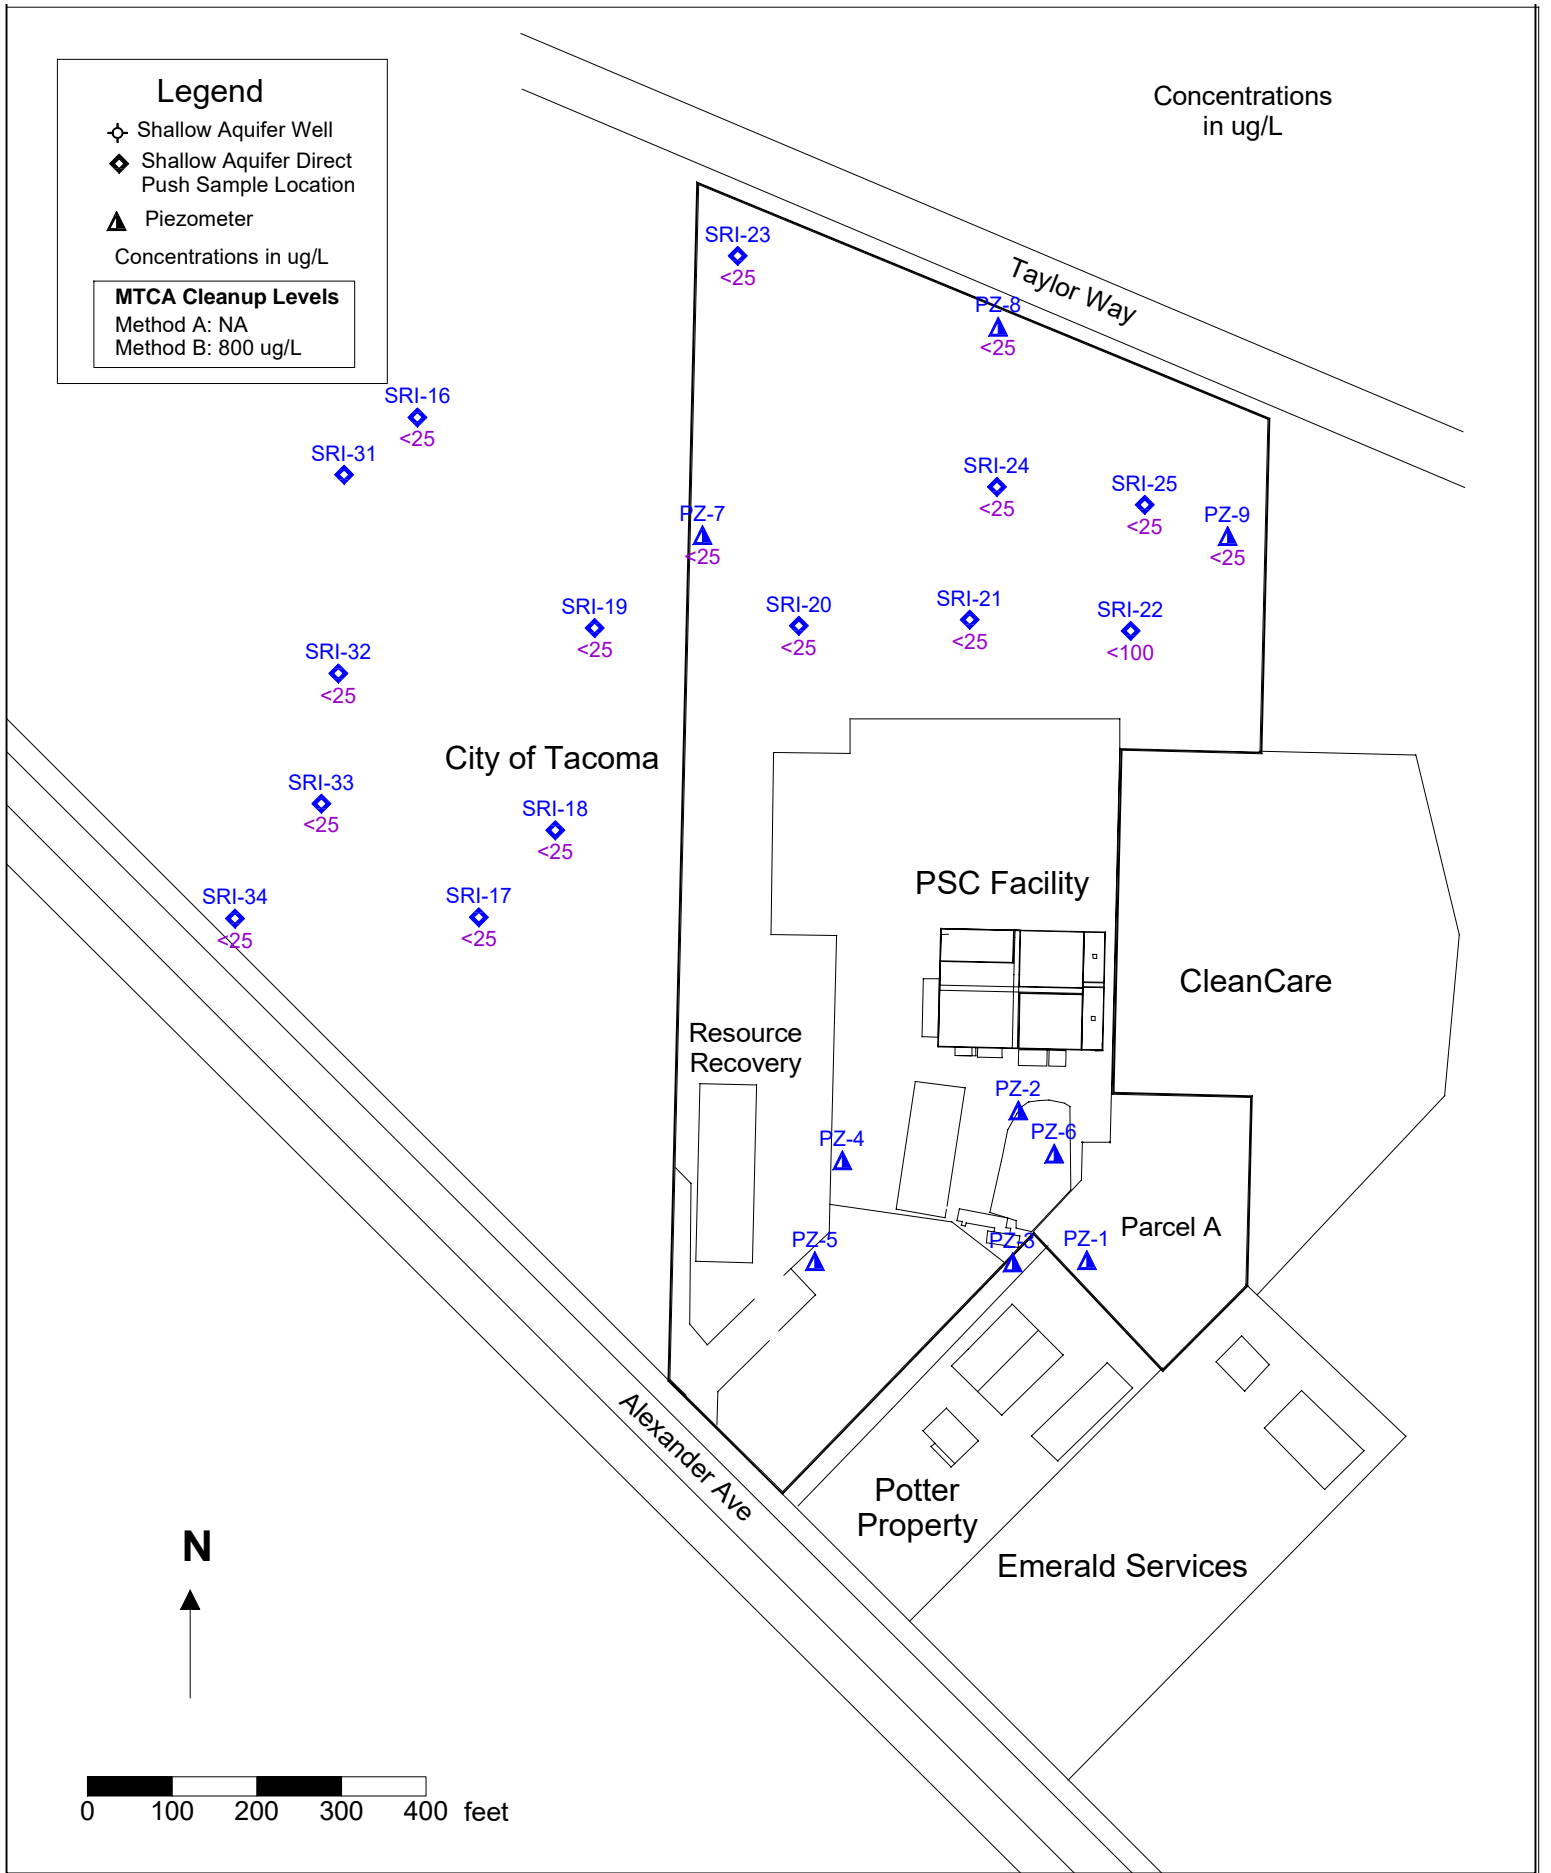 Legend
Shallow Aquifer Well
Shallow Aquifer Direct
Push Sample Location
Piezometer
Concentrations in ug/L
MTCA Cleanup Levels
Method A: NA
Method B: 800 ug/L
Concentrations
in ug/L
Taylor Way
SRI-23
<25
PZ-8
<25
SRI-16
<25
SRI-31
SRI-24
<25
SRI-25
<25
PZ-7
<25
PZ-9
<25
SRI-19
<25
SRI-20
<25
SRI-21
<25
SRI-22
<100
SRI-32
<25
City of Tacoma
SRI-33
<25
SRI-18
<25
SRI-34
<25
SRI-17
<25
PSC Facility
CleanCare
Resource
Recovery
PZ-2
PZ-6
PZ-4
Parcel A
PZ-5
PZ-3
PZ-1
Alexander Ave
Potter
Property
Emerald Services
N
0 100 200 300 400 feet